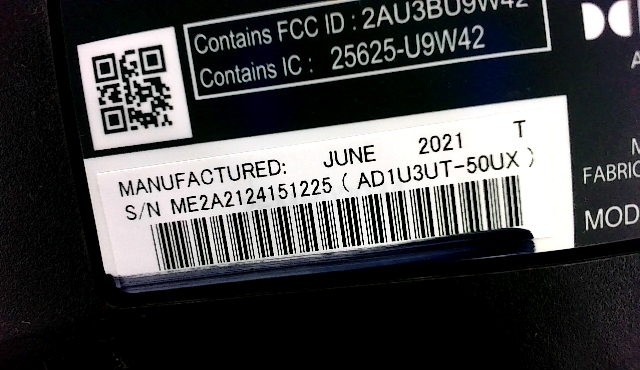 Contains FCC ID : 2AU3BU9W42
Contains IC : 25625-U9W42
MANUFACTURED: JUNE 2021 T
S/N ME2A2124151225 ( AD1U3UT-50UX )
FABRIC
MOD